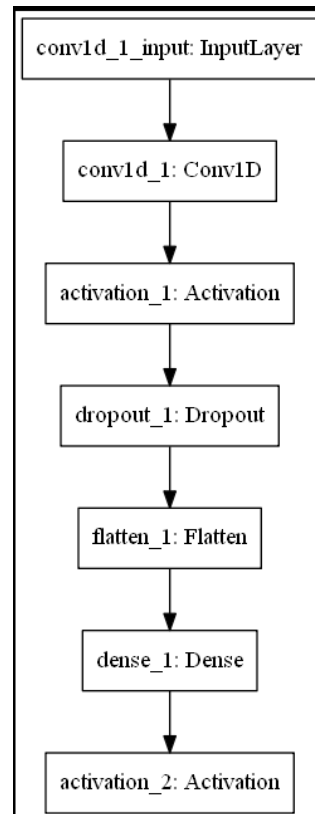 conv1d_1_input: InputLayer
conv1d_1: Conv1D
activation_1: Activation
dropout_1: Dropout
flatten_1: Flatten
dense_1: Dense
activation_2: Activation